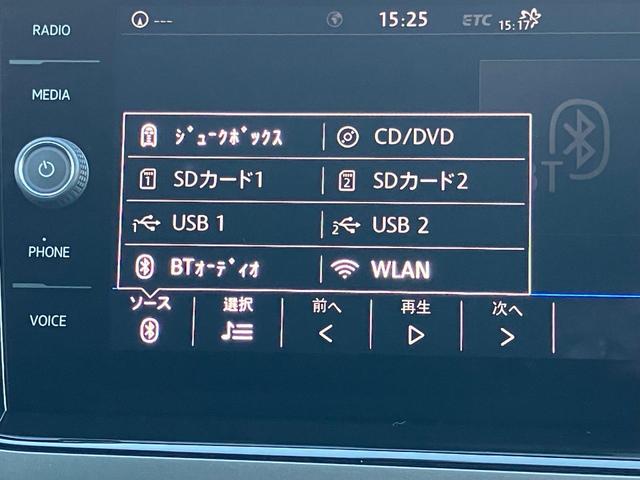 RADIO
MEDIA
PHONE
VOICE
--- 15:25 ETC 15:17
ｼﾞｭｰｸﾎﾞｯｸｽ CD/DVD
SDカード1 SDカード2
USB 1 USB 2
BTｵｰﾃﾞｨｵ WLAN
BT
ソース 選択 前へ 再生 次へ